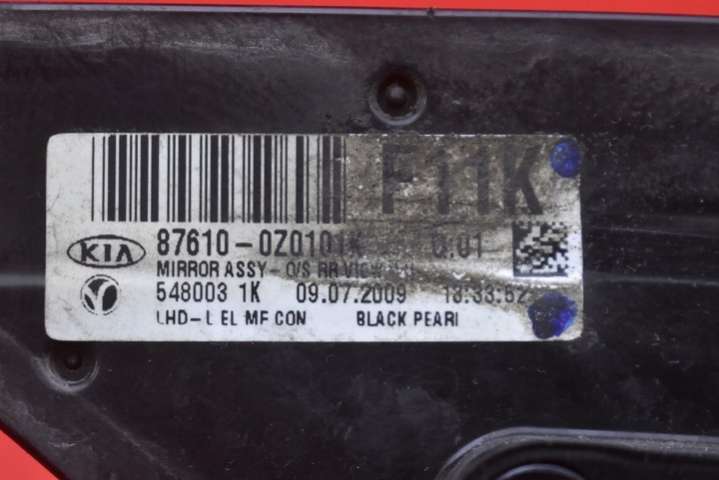 F11K
KIA
87610-0Z010
MIRROR ASSY-O/S RR VIEW
548003 1K 09.07.2009 13:33:52
LHD-L EL MF CON BLACK PEARL